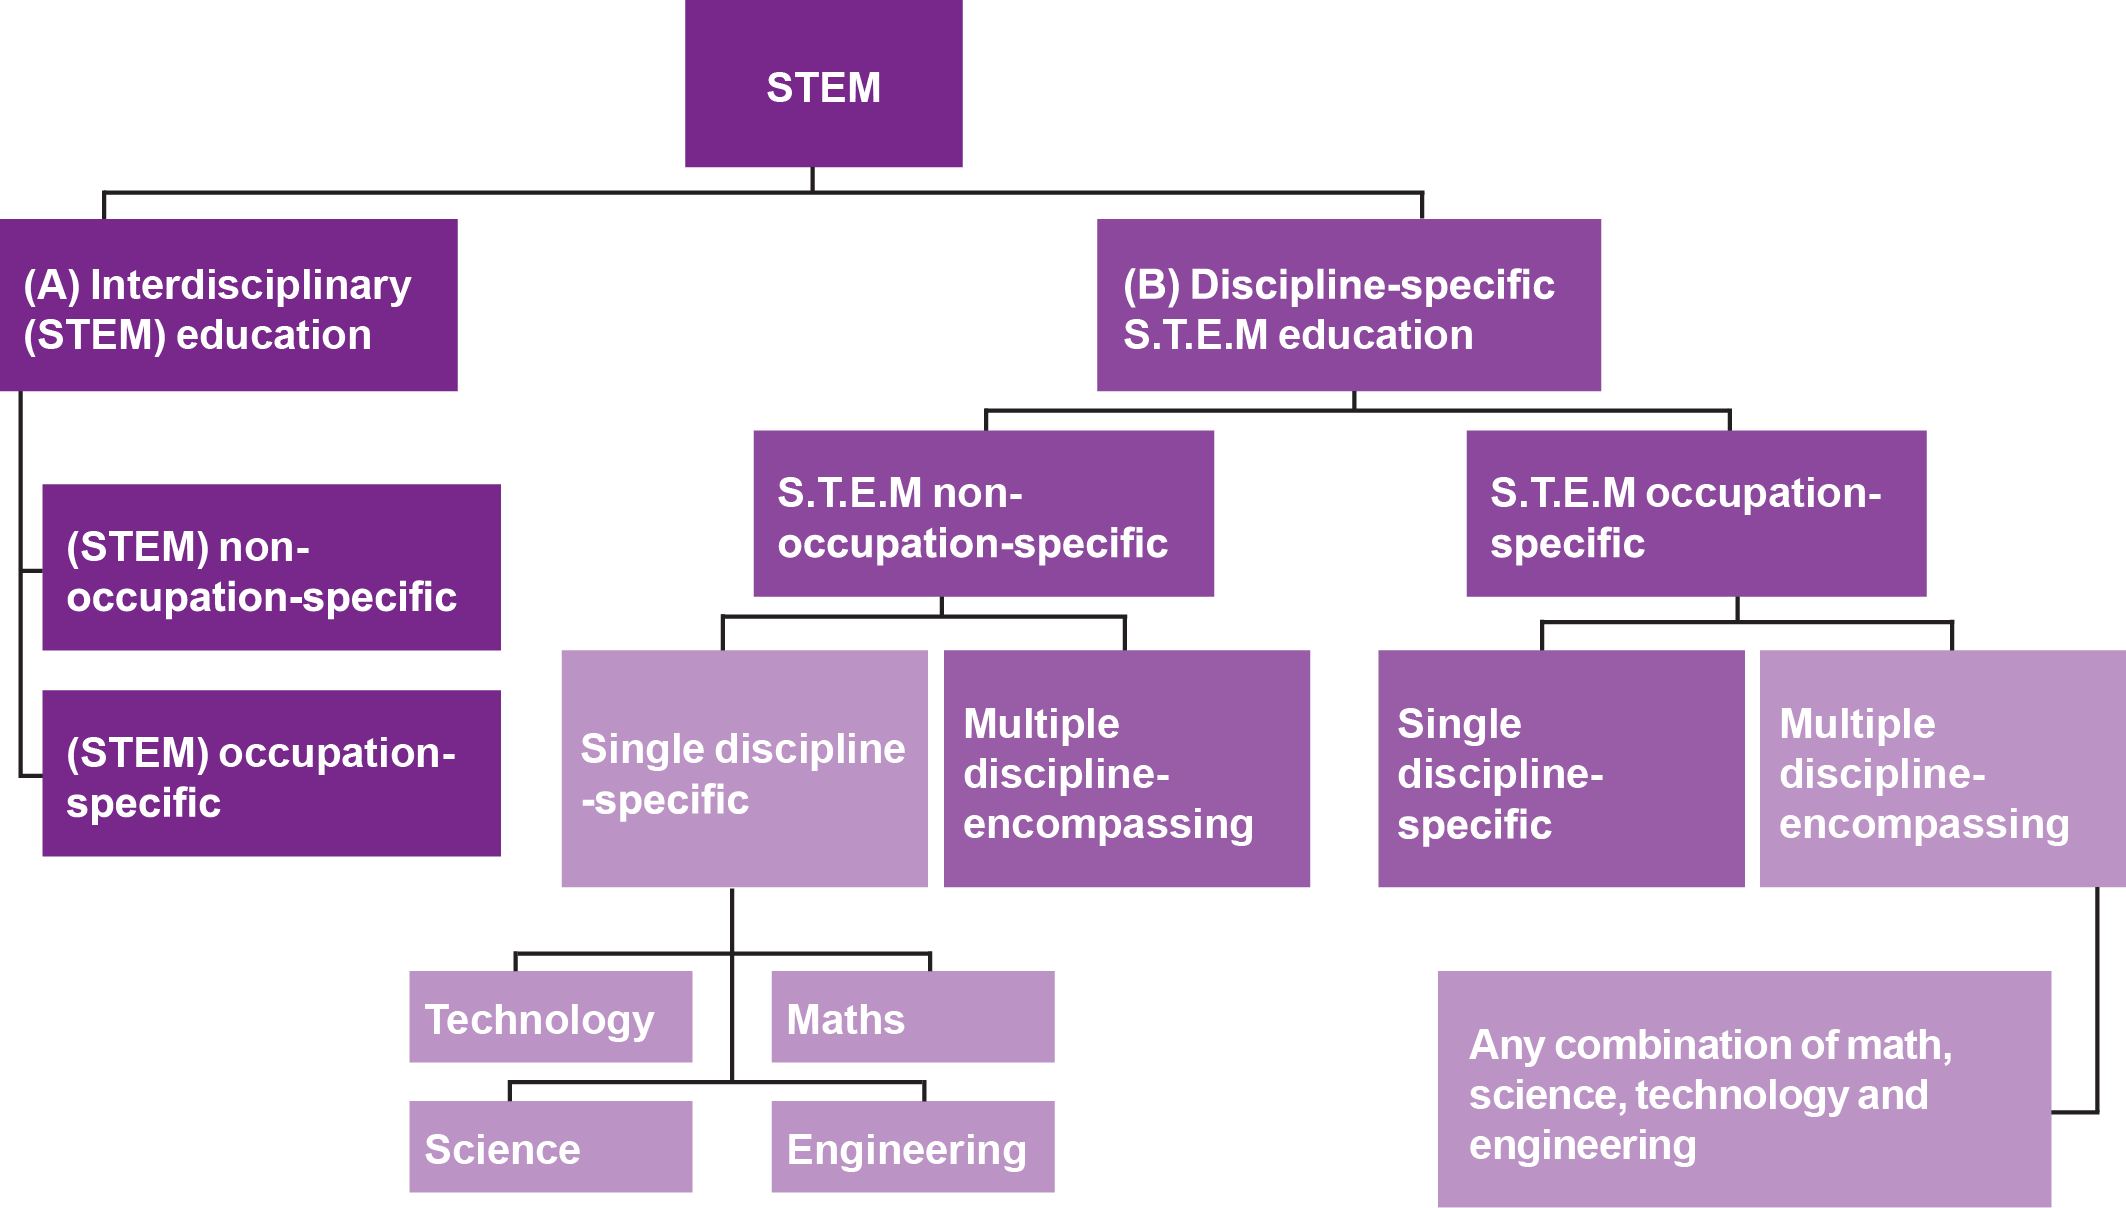 STEM
(A) Interdisciplinary
(STEM) education
(B) Discipline-specific
S.T.E.M education
(STEM) non-
occupation-specific
(STEM) occupation-
specific
S.T.E.M non-
occupation-specific
S.T.E.M occupation-
specific
Single discipline
-specific
Multiple
discipline-
encompassing
Single
discipline-
specific
Multiple
discipline-
encompassing
Technology
Maths
Science
Engineering
Any combination of math,
science, technology and
engineering